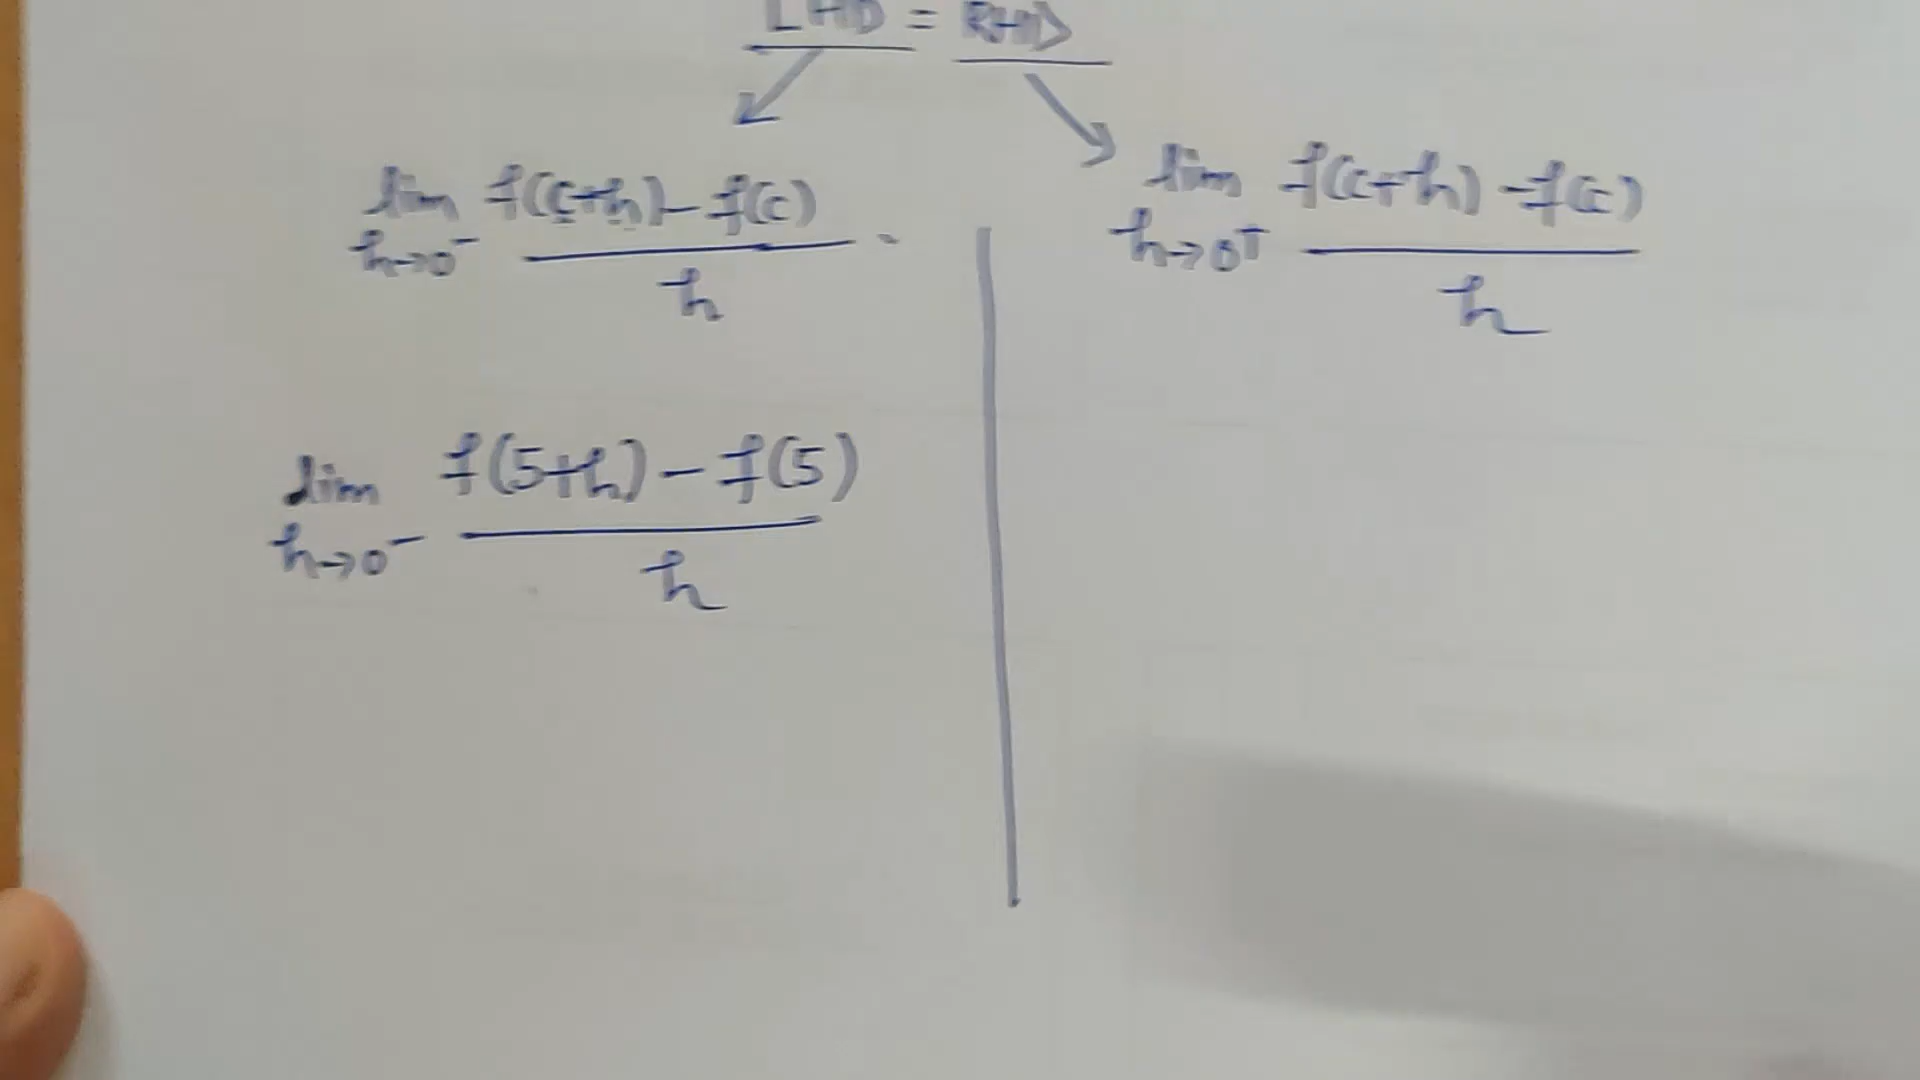 LHD = RHD
lim f(c+h) - f(c)
h→0⁻ h
lim f(c+h) - f(c)
h→0⁺ h
lim f(5+h) - f(5)
h→0⁻ h